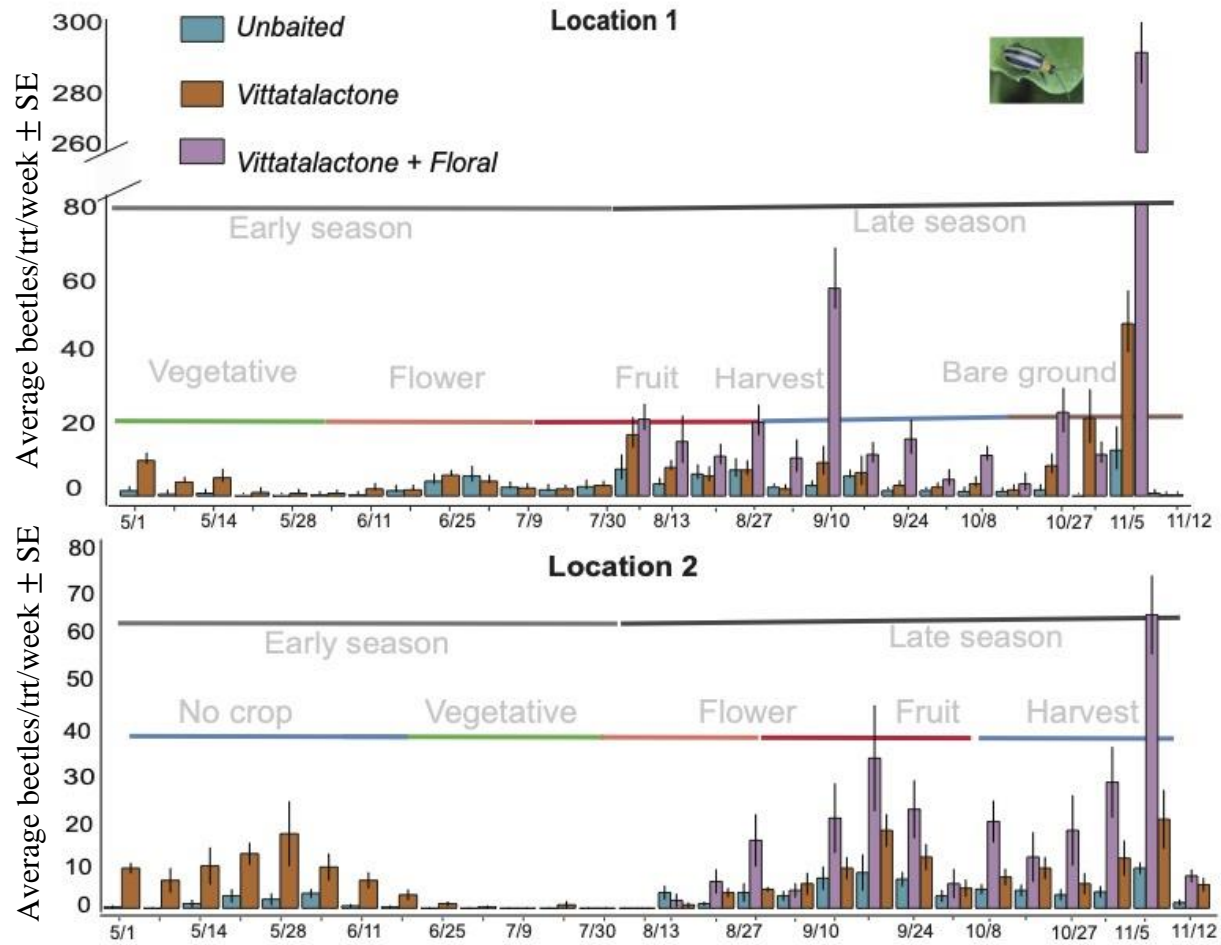 Location 1
300
280
260
80
60
40
20
0
Average beetles/trt/week ± SE
Unbaited
Vittatalactone
Vittatalactone + Floral
Early season
Late season
Vegetative
Flower
Fruit
Harvest
Bare ground
5/1 5/14 5/28 6/11 6/25 7/9 7/30 8/13 8/27 9/10 9/24 10/8 10/27 11/5 11/12
Location 2
80
70
60
50
40
30
20
10
0
Average beetles/trt/week ± SE
Early season
Late season
No crop
Vegetative
Flower
Fruit
Harvest
5/1 5/14 5/28 6/11 6/25 7/9 7/30 8/13 8/27 9/10 9/24 10/8 10/27 11/5 11/12